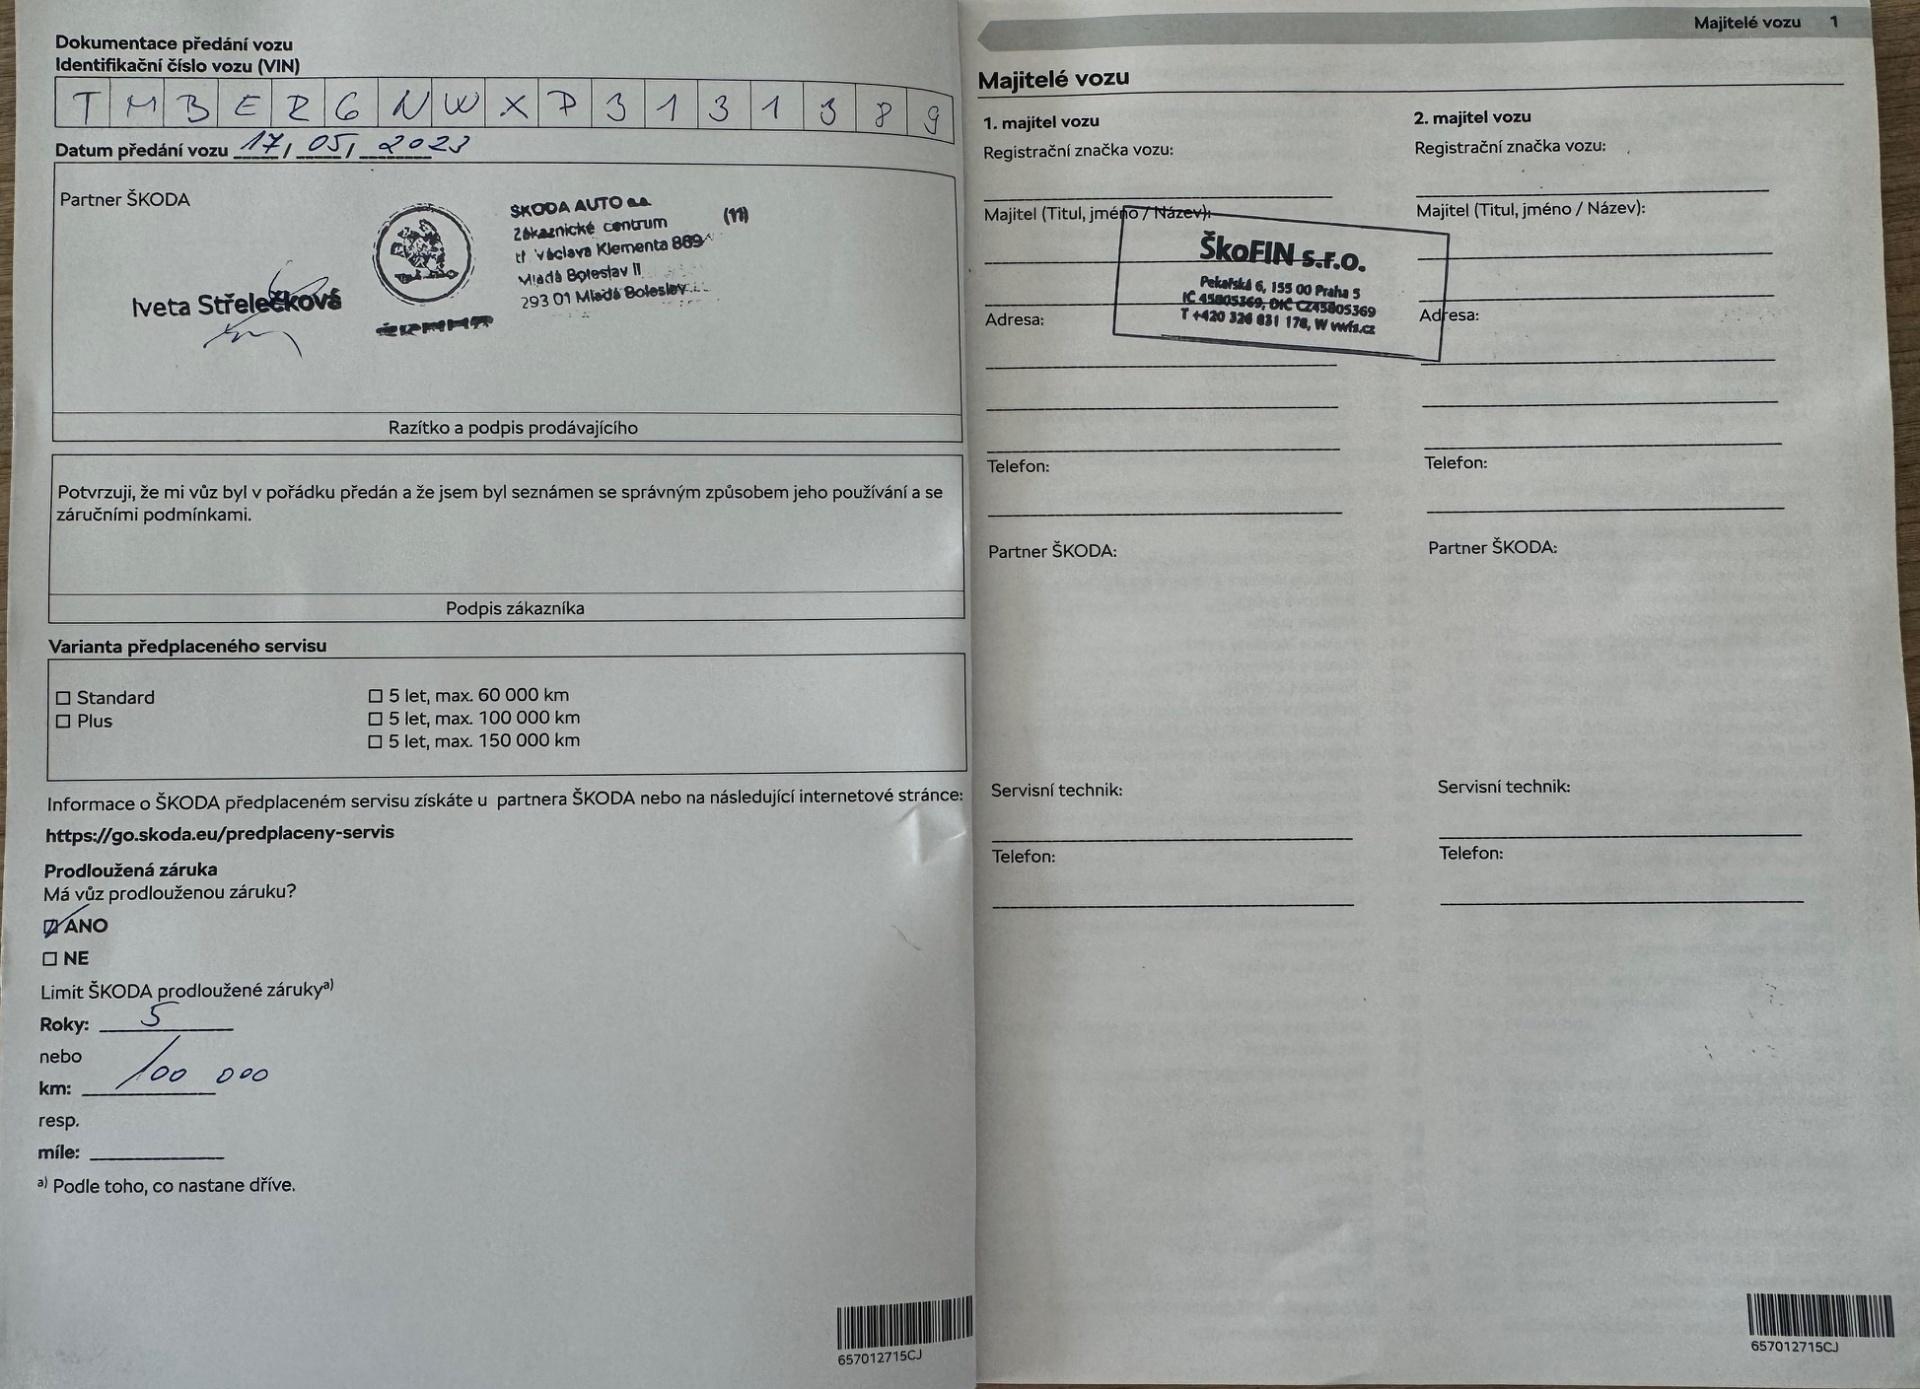 Dokumentace předání vozu
Identifikační číslo vozu (VIN)
T M B E R 6 N W X P 3 1 3 1 3 8 9
Datum předání vozu 17, 05, 2023
Partner ŠKODA
Iveta Střelečková
ŠKODA AUTO a.s. (11)
Zákaznické centrum
tř. Václava Klementa 869
Mladá Boleslav II
293 01 Mladá Boleslav
Razítko a podpis prodávajícího
Potvrzuji, že mi vůz byl v pořádku předán a že jsem byl seznámen se správným způsobem jeho používání a se
záručními podmínkami.
Podpis zákazníka
Varianta předplaceného servisu
Standard
Plus
5 let, max. 60 000 km
5 let, max. 100 000 km
5 let, max. 150 000 km
Informace o ŠKODA předplaceném servisu získáte u partnera ŠKODA nebo na následující internetové stránce:
https://go.skoda.eu/predplaceny-servis
Prodloužená záruka
Má vůz prodlouženou záruku?
ANO
NE
Limit ŠKODA prodloužené záruky a)
Roky: 5
nebo
km: 100 000
resp.
míle:
a) Podle toho, co nastane dříve.
657012715CJ
Majitelé vozu 1
Majitelé vozu
1. majitel vozu
Registrační značka vozu:
Majitel (Titul, jméno / Název):
ŠkoFIN s.r.o.
Pekařská 6, 155 00 Praha 5
IČ 45805369, DIČ CZ45805369
T +420 326 831 178, W vwfs.cz
Adresa:
Telefon:
Partner ŠKODA:
Servisní technik:
Telefon:
2. majitel vozu
Registrační značka vozu:
Majitel (Titul, jméno / Název):
Adresa:
Telefon:
Partner ŠKODA:
Servisní technik:
Telefon:
657012715CJ